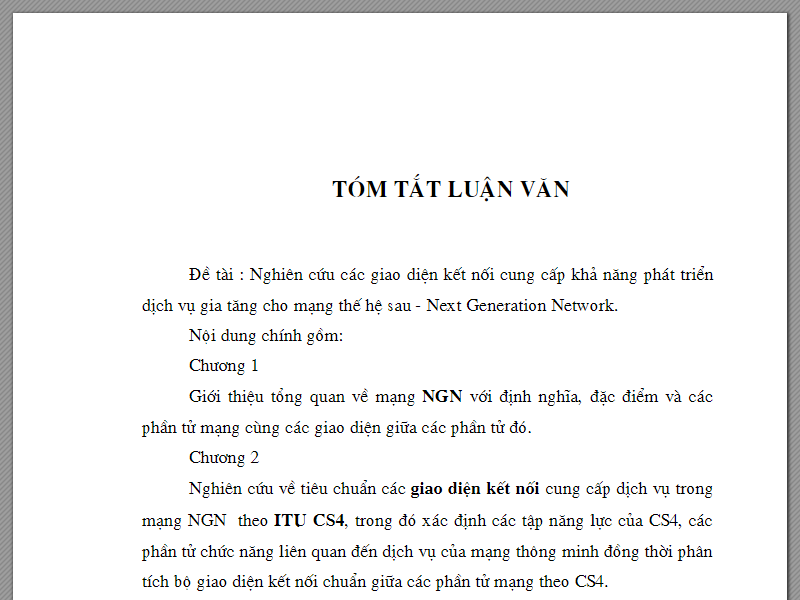 TÓM TẮT LUẬN VĂN
Đề tài : Nghiên cứu các giao diện kết nối cung cấp khả năng phát triển
dịch vụ gia tăng cho mạng thế hệ sau - Next Generation Network.
Nội dung chính gồm:
Chương 1
Giới thiệu tổng quan về mạng NGN với định nghĩa, đặc điểm và các
phần tử mạng cùng các giao diện giữa các phần tử đó.
Chương 2
Nghiên cứu về tiêu chuẩn các giao diện kết nối cung cấp dịch vụ trong
mạng NGN theo ITU CS4, trong đó xác định các tập năng lực của CS4, các
phần tử chức năng liên quan đến dịch vụ của mạng thông minh đồng thời phân
tích bộ giao diện kết nối chuẩn giữa các phần tử mạng theo CS4.